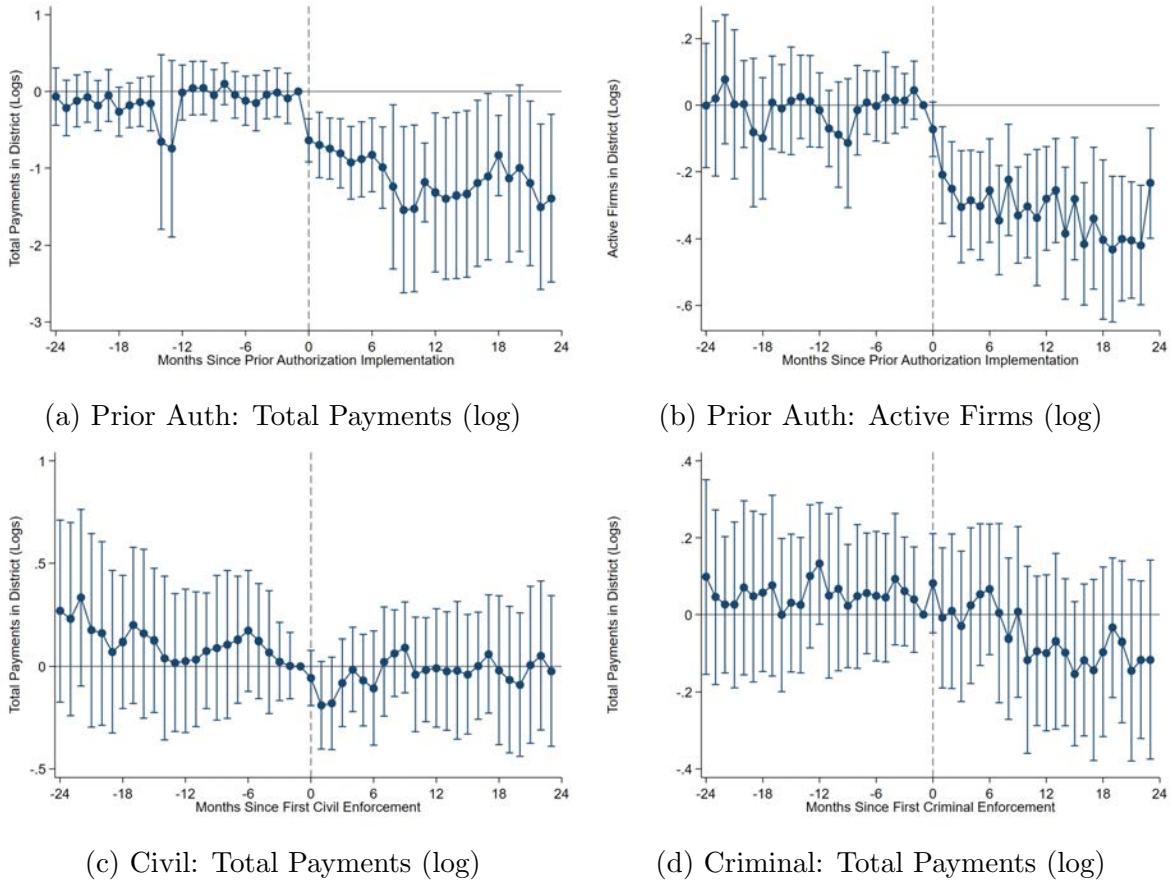 1
0
-1
-2
-3
Total Payments in District (Logs)
-24 -18 -12 -6 0 6 12 18 24
Months Since Prior Authorization Implementation
(a) Prior Auth: Total Payments (log)
.2
0
-.2
-.4
-.6
Active Firms in District (Logs)
-24 -18 -12 -6 0 6 12 18 24
Months Since Prior Authorization Implementation
(b) Prior Auth: Active Firms (log)
1
.5
0
-.5
Total Payments in District (Logs)
-24 -18 -12 -6 0 6 12 18 24
Months Since First Civil Enforcement
(c) Civil: Total Payments (log)
.4
.2
0
-.2
-.4
Total Payments in District (Logs)
-24 -18 -12 -6 0 6 12 18 24
Months Since First Criminal Enforcement
(d) Criminal: Total Payments (log)